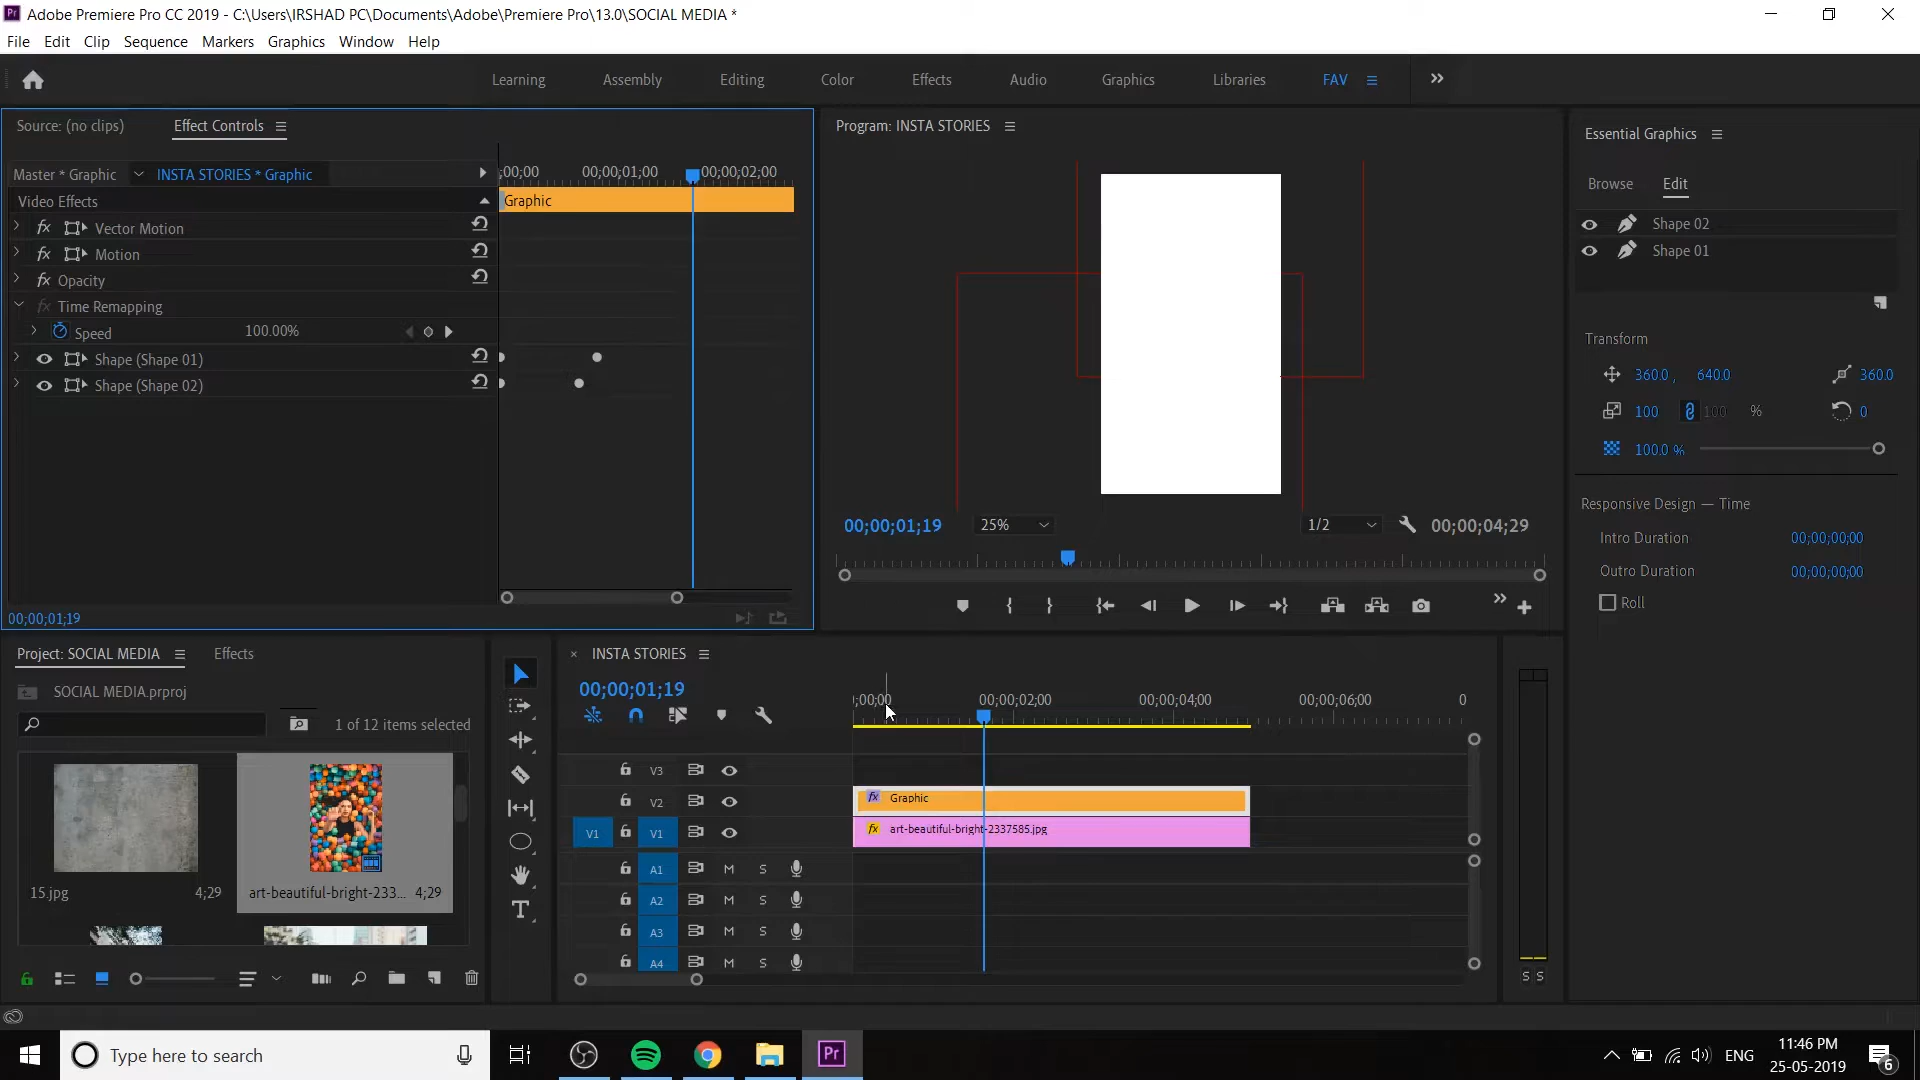 Adobe Premiere Pro CC 2019 - C:\Users\IRSHAD PC\Documents\Adobe\Premiere Pro\13.0\SOCIAL MEDIA *
File Edit Clip Sequence Markers Graphics Window Help
Learning Assembly Editing Color Effects Audio Graphics Libraries FAV
Source: (no clips) Effect Controls
Master * Graphic INSTA STORIES * Graphic
;00;00 00;00;01;00 00;00;02;00
Video Effects
Graphic
fx Vector Motion
fx Motion
fx Opacity
fx Time Remapping
Speed 100.00%
Shape (Shape 01)
Shape (Shape 02)
00;00;01;19
Program: INSTA STORIES
00;00;01;19 25% 1/2 00;00;04;29
Essential Graphics
Browse Edit
Shape 02
Shape 01
Transform
360.0 , 640.0 360.0
100 100 % 0
100.0 %
Responsive Design — Time
Intro Duration 00;00;00;00
Outro Duration 00;00;00;00
Roll
Project: SOCIAL MEDIA Effects
SOCIAL MEDIA.prproj
1 of 12 items selected
15.jpg 4;29
art-beautiful-bright-233... 4;29
INSTA STORIES
00;00;01;19
;00;00 00;00;02;00 00;00;04;00 00;00;06;00 0
V3
V2
fx Graphic
V1 V1
fx art-beautiful-bright-2337585.jpg
A1 M S
A2 M S
A3 M S
A4 M S
S S
Type here to search
Pr
ENG
11:46 PM
25-05-2019
6